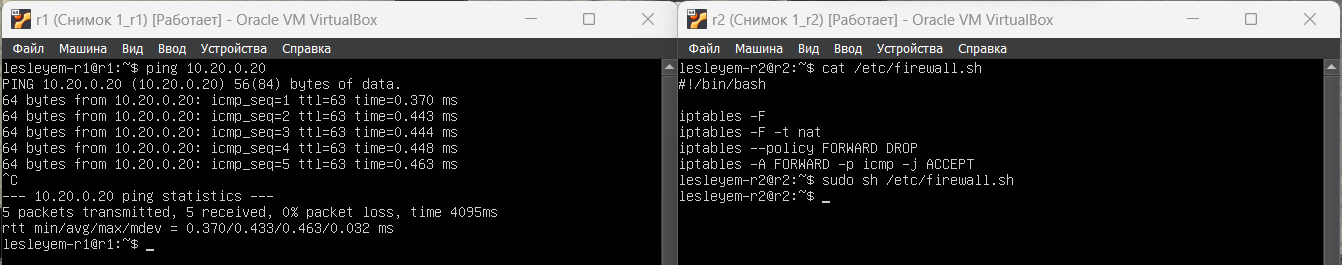 r1 (Снимок 1_r1) [Работает] - Oracle VM VirtualBox
Файл Машина Вид Ввод Устройства Справка
lesleyem-r1@r1:~$ ping 10.20.0.20
PING 10.20.0.20 (10.20.0.20) 56(84) bytes of data.
64 bytes from 10.20.0.20: icmp_seq=1 ttl=63 time=0.370 ms
64 bytes from 10.20.0.20: icmp_seq=2 ttl=63 time=0.443 ms
64 bytes from 10.20.0.20: icmp_seq=3 ttl=63 time=0.444 ms
64 bytes from 10.20.0.20: icmp_seq=4 ttl=63 time=0.448 ms
64 bytes from 10.20.0.20: icmp_seq=5 ttl=63 time=0.463 ms
^C
--- 10.20.0.20 ping statistics ---
5 packets transmitted, 5 received, 0% packet loss, time 4095ms
rtt min/avg/max/mdev = 0.370/0.433/0.463/0.032 ms
lesleyem-r1@r1:~$ _
r2 (Снимок 1_r2) [Работает] - Oracle VM VirtualBox
Файл Машина Вид Ввод Устройства Справка
lesleyem-r2@r2:~$ cat /etc/firewall.sh
#!/bin/bash
iptables -F
iptables -F -t nat
iptables --policy FORWARD DROP
iptables -A FORWARD -p icmp -j ACCEPT
lesleyem-r2@r2:~$ sudo sh /etc/firewall.sh
lesleyem-r2@r2:~$ _